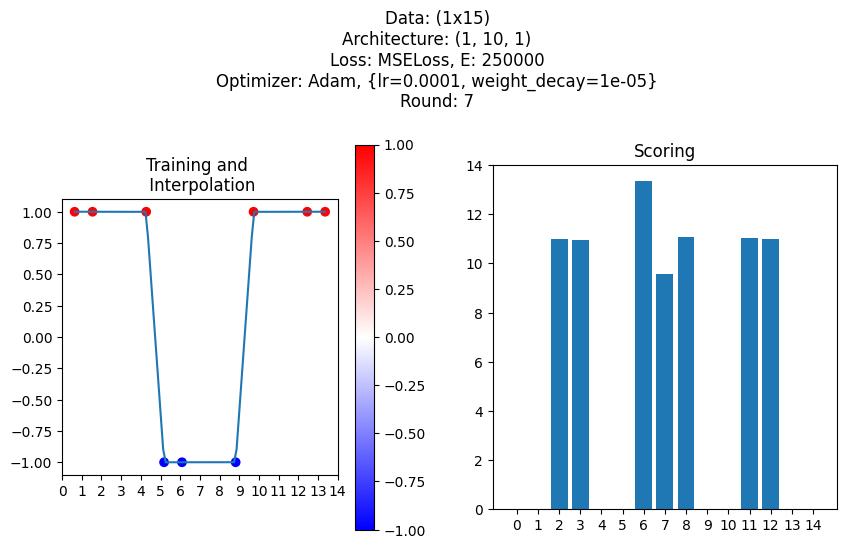 Data: (1x15)
Architecture: (1, 10, 1)
Loss: MSELoss, E: 250000
Optimizer: Adam, {lr=0.0001, weight_decay=1e-05}
Round: 7
Training and
Interpolation
1.00
0.75
0.50
0.25
0.00
−0.25
−0.50
−0.75
−1.00
0 1 2 3 4 5 6 7 8 9 10 11 12 13 14
1.00
0.75
0.50
0.25
0.00
−0.25
−0.50
−0.75
−1.00
Scoring
14
12
10
8
6
4
2
0
0 1 2 3 4 5 6 7 8 9 10 11 12 13 14